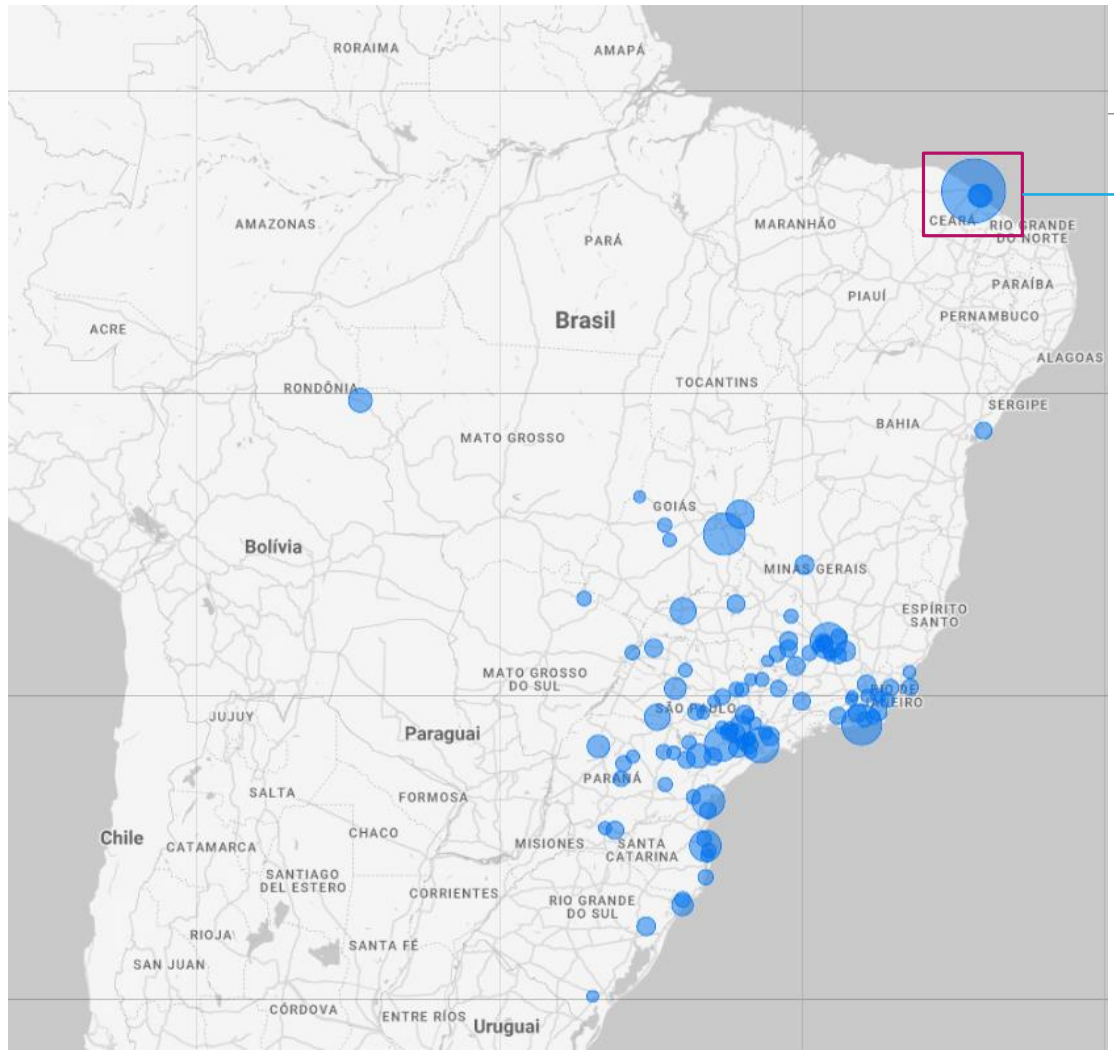 RORAIMA
AMAPÁ
AMAZONAS
PARÁ
MARANHÃO
CEARÁ
RIO GRANDE
DO NORTE
PARAÍBA
PIAUÍ
PERNAMBUCO
ACRE
Brasil
ALAGOAS
RONDÔNIA
TOCANTINS
SERGIPE
BAHIA
MATO GROSSO
GOIÁS
Bolívia
MINAS GERAIS
ESPÍRITO
SANTO
MATO GROSSO
DO SUL
RIO DE
JANEIRO
SÃO PAULO
JUJUY
Paraguai
PARANÁ
SALTA
FORMOSA
CHACO
Chile
CATAMARCA
MISIONES
SANTA
CATARINA
SANTIAGO
DEL ESTERO
CORRIENTES
RIO GRANDE
DO SUL
RIOJA
SANTA FÉ
SAN JUAN
CÓRDOVA
ENTRE RÍOS
Uruguai